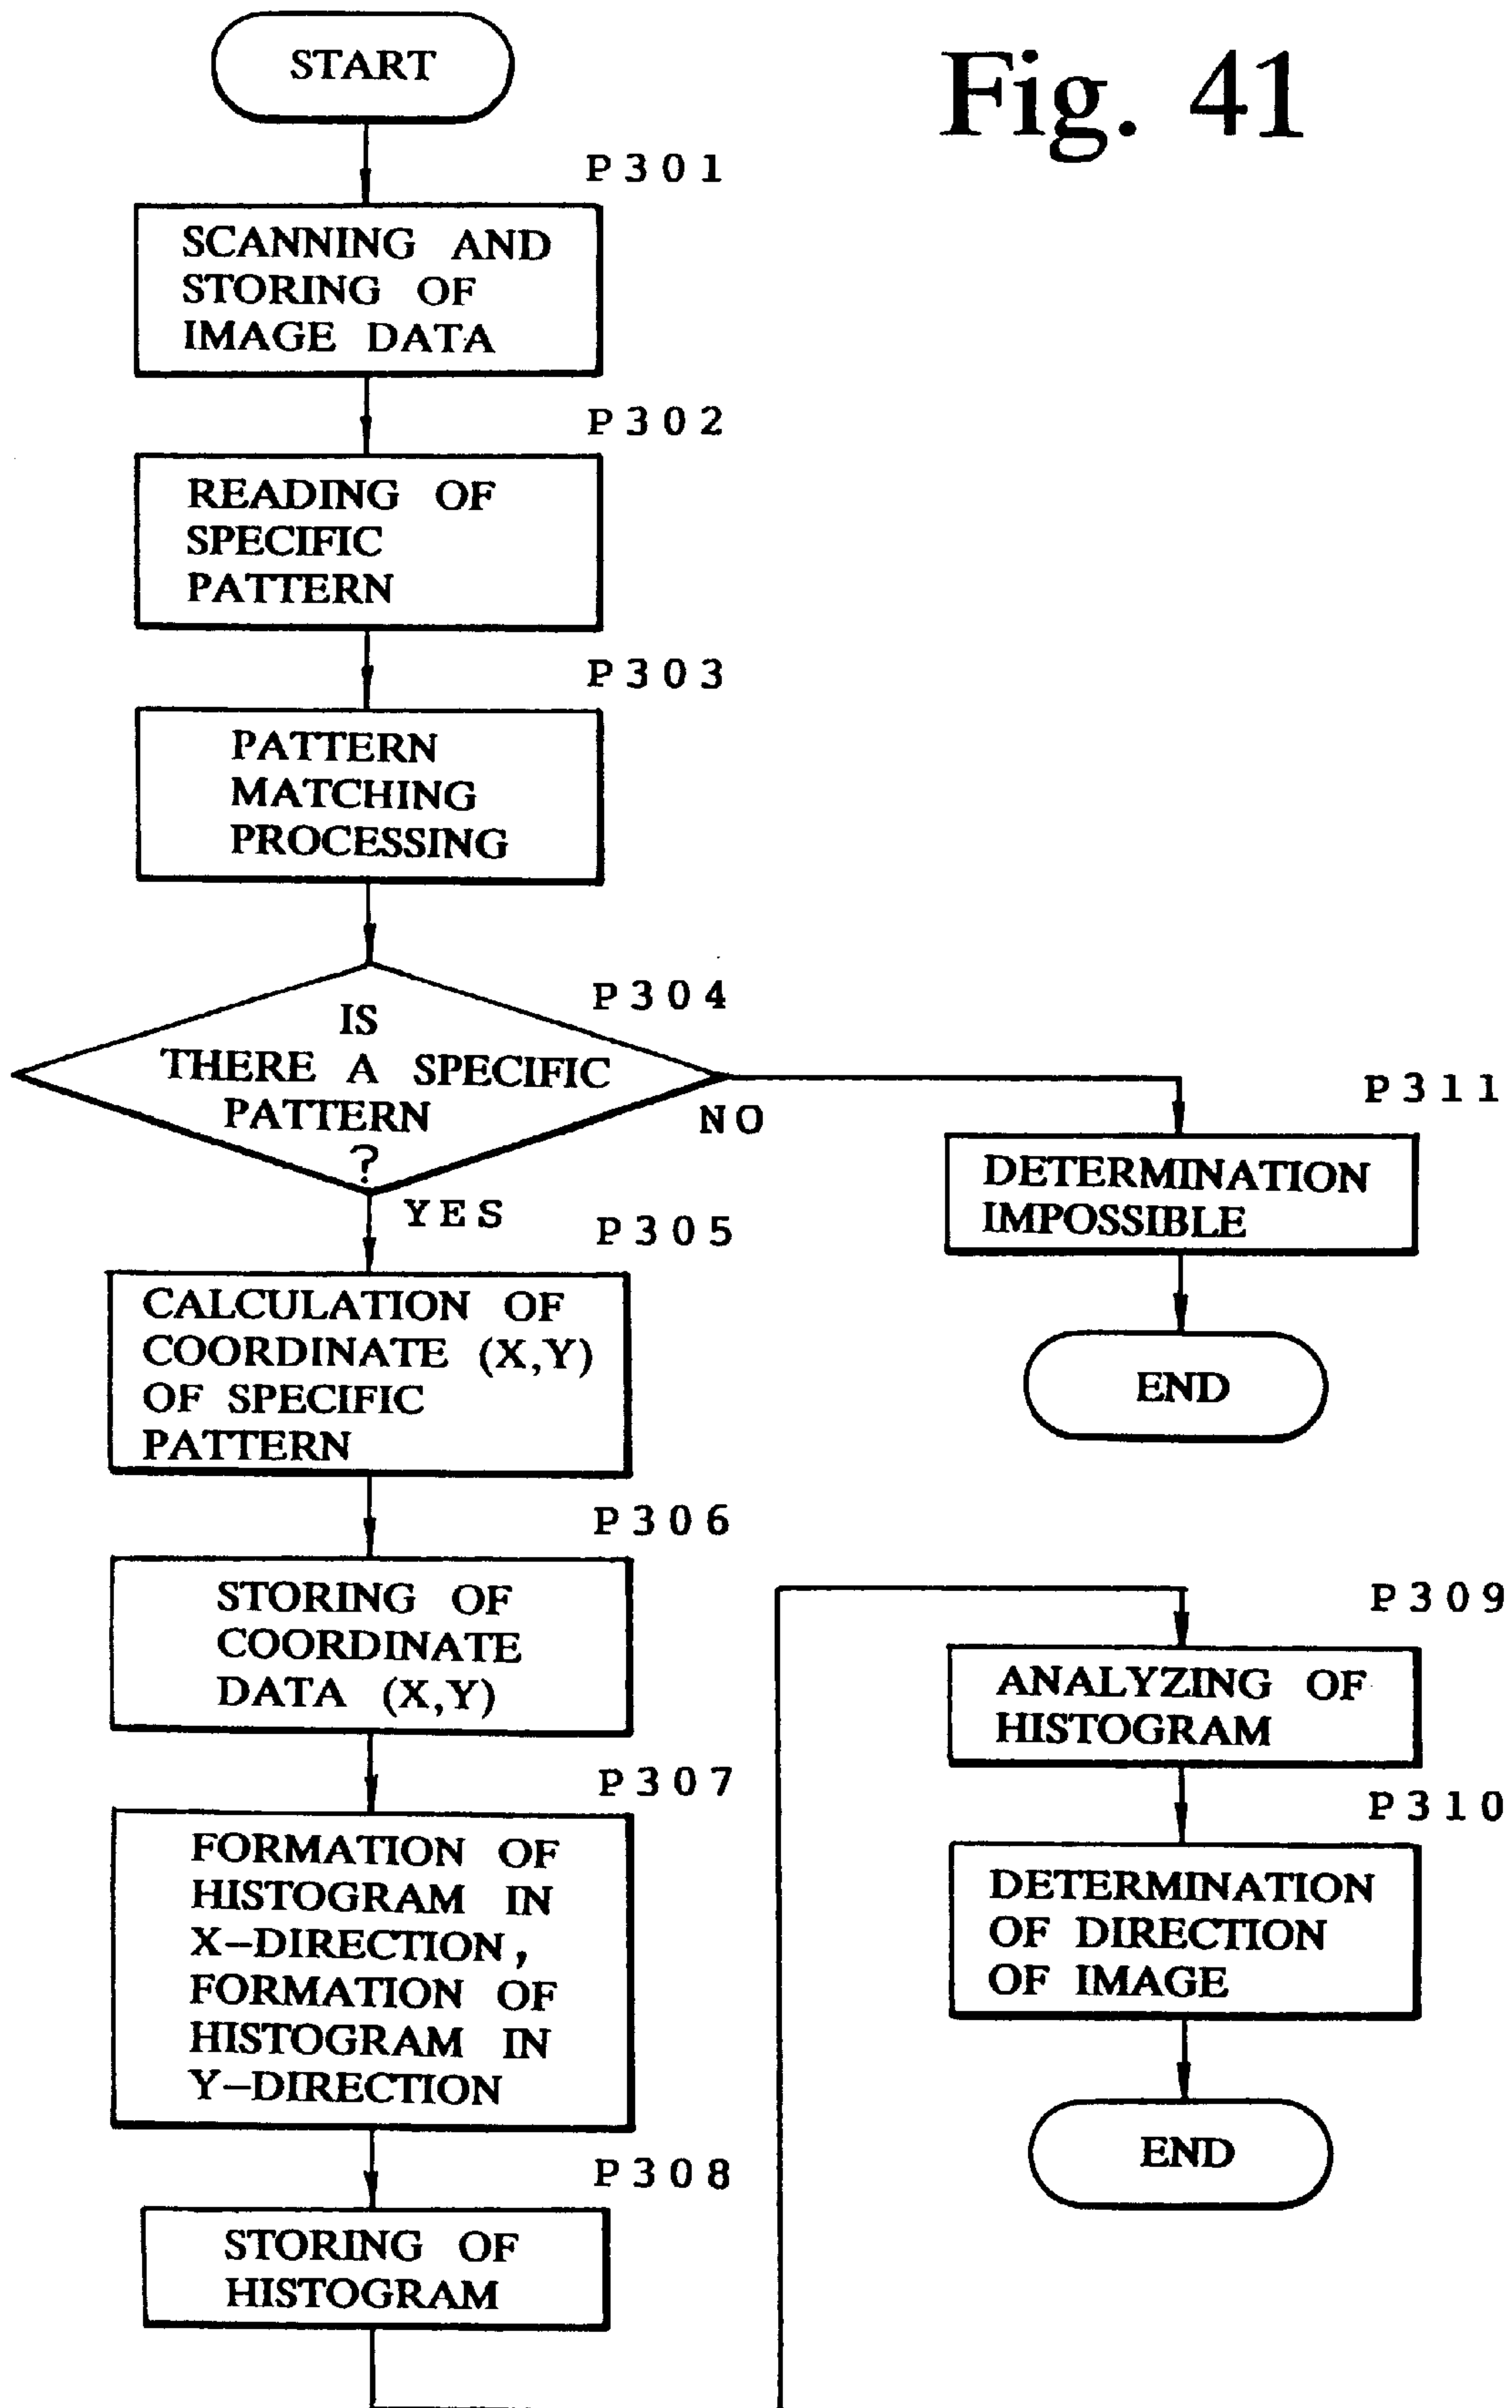 Fig. 41
START
P301
SCANNING AND
STORING OF
IMAGE DATA
P302
READING OF
SPECIFIC
PATTERN
P303
PATTERN
MATCHING
PROCESSING
P304
IS
THERE A SPECIFIC
PATTERN
?
NO
YES
P311
DETERMINATION
IMPOSSIBLE
END
P305
CALCULATION OF
COORDINATE (X,Y)
OF SPECIFIC
PATTERN
P306
STORING OF
COORDINATE
DATA (X,Y)
P307
FORMATION OF
HISTOGRAM IN
X-DIRECTION,
FORMATION OF
HISTOGRAM IN
Y-DIRECTION
P308
STORING OF
HISTOGRAM
P309
ANALYZING OF
HISTOGRAM
P310
DETERMINATION
OF DIRECTION
OF IMAGE
END